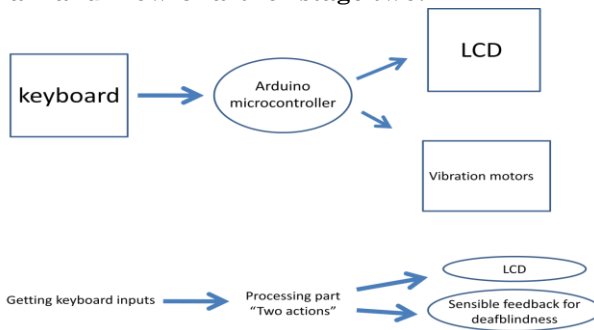 LCD
Arduino
microcontroller
keyboard
Vibration motors
LCD
Getting keyboard inputs
Processing part
“Two actions”
Sensible feedback for
deafblindness